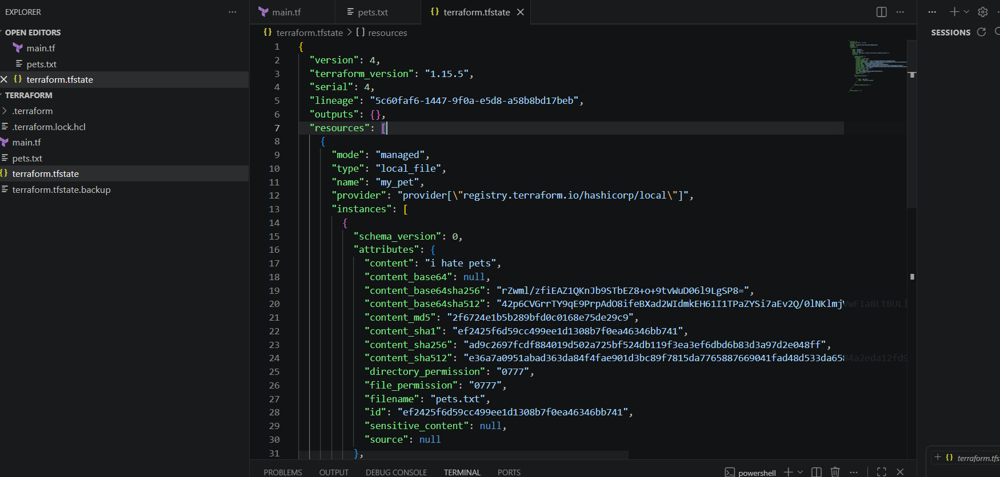 EXPLORER
OPEN EDITORS
main.tf
pets.txt
terraform.tfstate
TERRAFORM
.terraform
.terraform.lock.hcl
main.tf
pets.txt
terraform.tfstate
terraform.tfstate.backup
main.tf
pets.txt
{} terraform.tfstate
{} terraform.tfstate > [ ] resources
1 {
2 "version": 4,
3 "terraform_version": "1.15.5",
4 "serial": 4,
5 "lineage": "5c60faf6-1447-9f0a-e5d8-a58b8bd17beb",
6 "outputs": {},
7 "resources": [
8 {
9 "mode": "managed",
10 "type": "local_file",
11 "name": "my_pet",
12 "provider": "provider[\"registry.terraform.io/hashicorp/local\"]",
13 "instances": [
14 {
15 "schema_version": 0,
16 "attributes": {
17 "content": "i hate pets",
18 "content_base64": null,
19 "content_base64sha256": "rZwml/zfiEAZ1QKnJb9STbEZ8+o+9tvWuD06l9LgSP8=",
20 "content_base64sha512": "42p6CVGrrTY9qE9PrpAdO8ifeBXad2WIdmkEH61I1TPaZYSi7aEv2Q/0lNKlmj
21 "content_md5": "2f6724e1b5b289bfd0c0168e75de29c9",
22 "content_sha1": "ef2425f6d59cc499ee1d1308b7f0ea46346bb741",
23 "content_sha256": "ad9c2697fcdf884019d502a725bf524db119f3ea3ef6dbd6b83d3a97d2e048ff",
24 "content_sha512": "e36a7a0951abad363da84f4fae901d3bc89f7815da7765887669041fad48d533da6584a2eda12fd9
25 "directory_permission": "0777",
26 "file_permission": "0777",
27 "filename": "pets.txt",
28 "id": "ef2425f6d59cc499ee1d1308b7f0ea46346bb741",
29 "sensitive_content": null,
30 "source": null
31 },
PROBLEMS OUTPUT DEBUG CONSOLE TERMINAL PORTS
powershell
SESSIONS
{} terraform.tfs